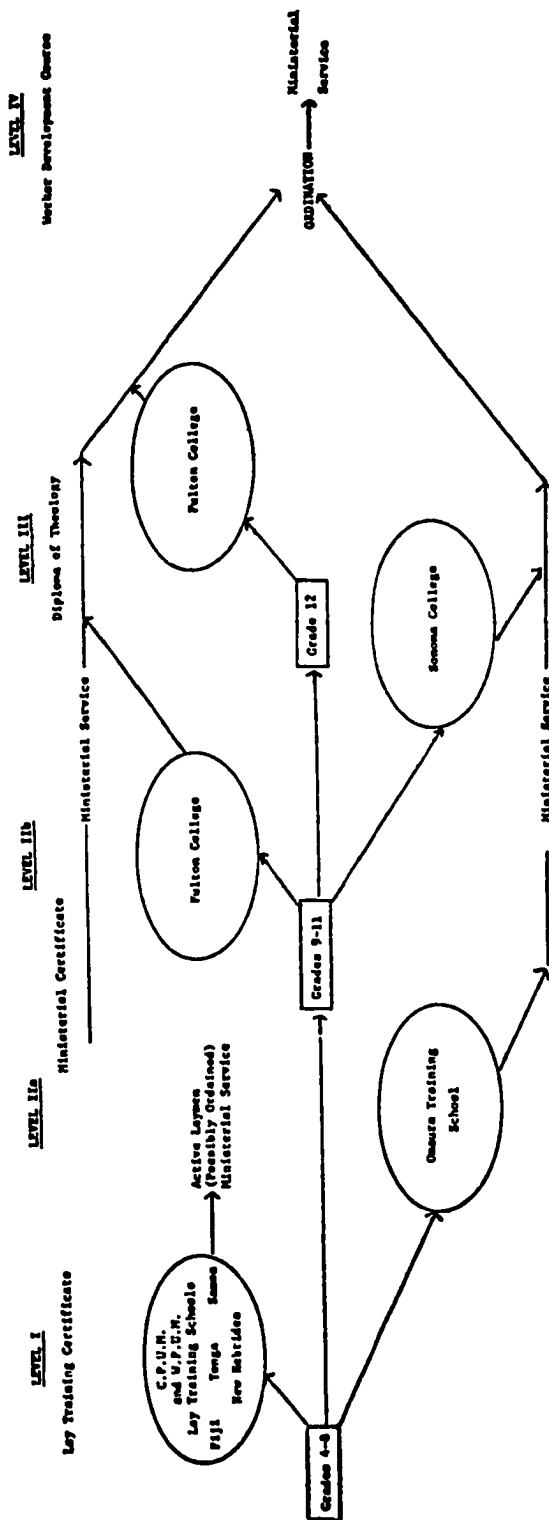 LEVEL I
Lay Training Certificate
LEVEL IIa
LEVEL IIb
Ministerial Certificate
LEVEL III
Diploma of Theology
LEVEL IV
Worker Development Course
C.P.U.M.
and W.P.U.M.
Lay Training Schools
Fiji Tonga Samoa
New Hebrides
Active Laymen
(Possibly Ordained)
Ministerial Service
Ministerial Service
Fulton College
Fulton College
Grades 4-8
Grades 9-11
Grade 12
ORDINATION
Ministerial
Service
Omaura Training
School
Sonoma College
Ministerial Service